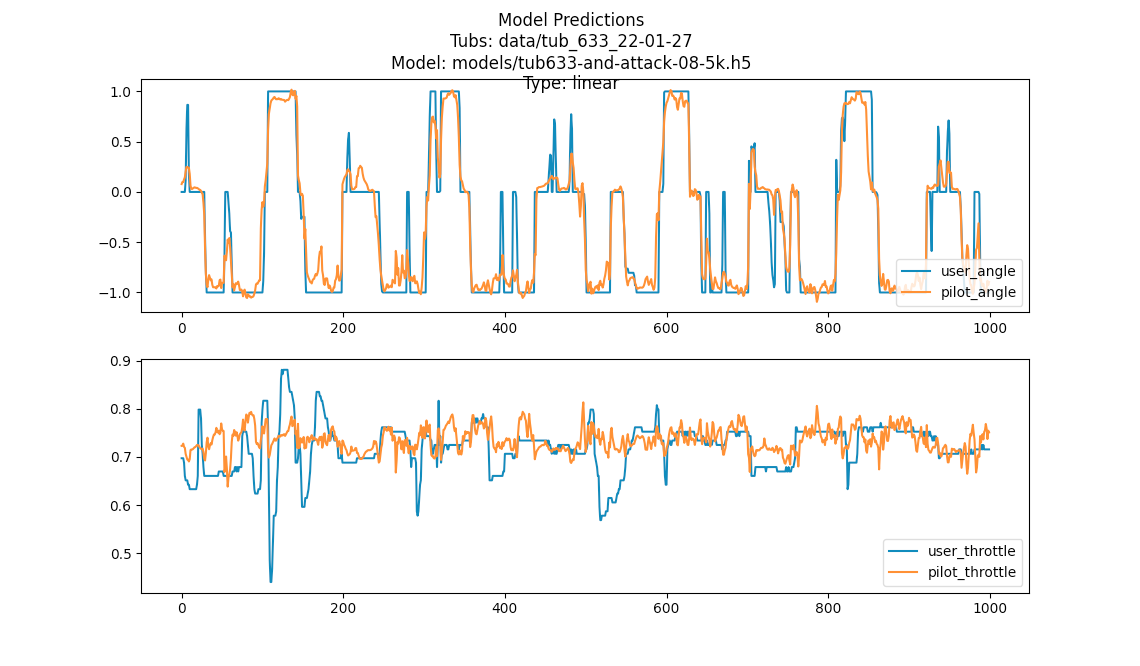 Model Predictions
Tubs: data/tub_633_22-01-27
Model: models/tub633-and-attack-08-5k.h5
Type: linear
1.0
0.5
0.0
−0.5
−1.0
user_angle
pilot_angle
0 200 400 600 800 1000
0.9
0.8
0.7
0.6
0.5
user_throttle
pilot_throttle
0 200 400 600 800 1000